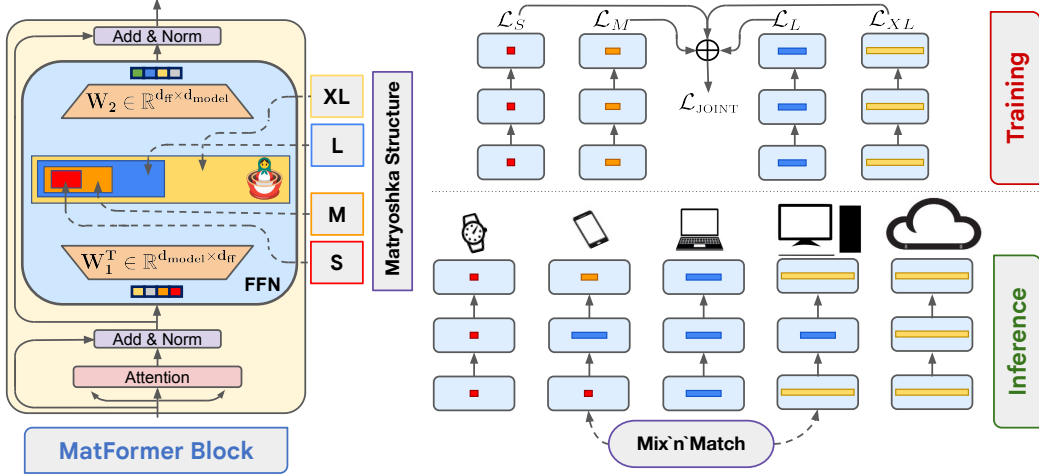 Add & Norm
W₂ ∈ ℝ^{d_ff×d_model}
XL
L
M
S
W₁ᵀ ∈ ℝ^{d_model×d_ff}
FFN
Add & Norm
Attention
MatFormer Block
Matryoshka Structure
ℒ_S
ℒ_M
ℒ_L
ℒ_XL
ℒ_JOINT
Training
Inference
Mix`n`Match